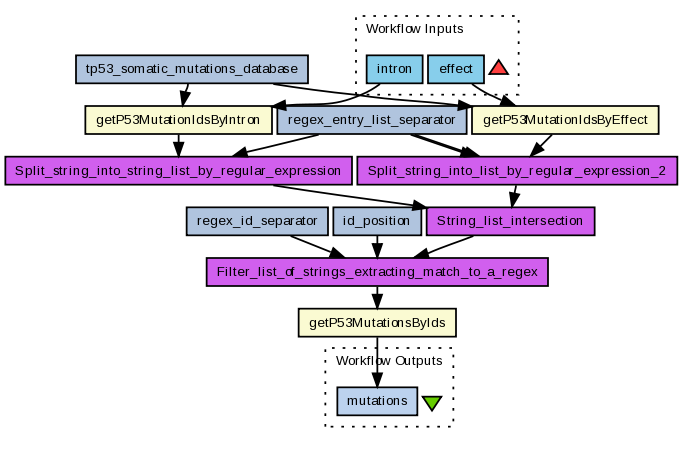 Workflow Inputs
tp53_somatic_mutations_database
intron
effect
getP53MutationIdsByIntron
regex_entry_list_separator
getP53MutationIdsByEffect
Split_string_into_string_list_by_regular_expression
Split_string_into_list_by_regular_expression_2
regex_id_separator
id_position
String_list_intersection
Filter_list_of_strings_extracting_match_to_a_regex
getP53MutationsByIds
Workflow Outputs
mutations